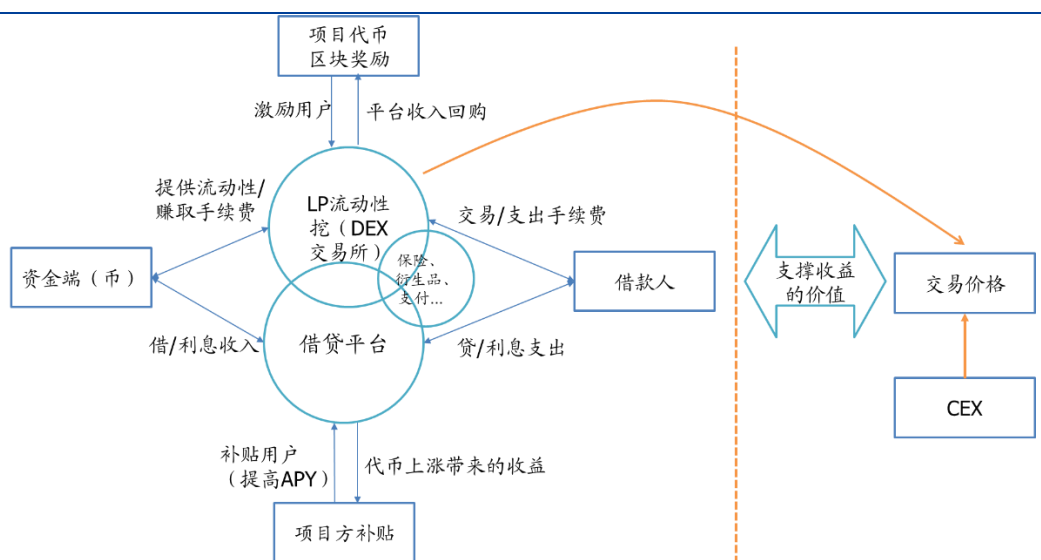 项目代币
区块奖励
激励用户
平台收入回购
提供流动性/
赚取手续费
LP流动性
挖（DEX
交易所）
交易/支出手续费
保险、
衍生品、
支付...
资金端（币）
借款人
支撑收益
的价值
交易价格
借/利息收入
借贷平台
贷/利息支出
CEX
补贴用户
（提高APY）
代币上涨带来的收益
项目方补贴